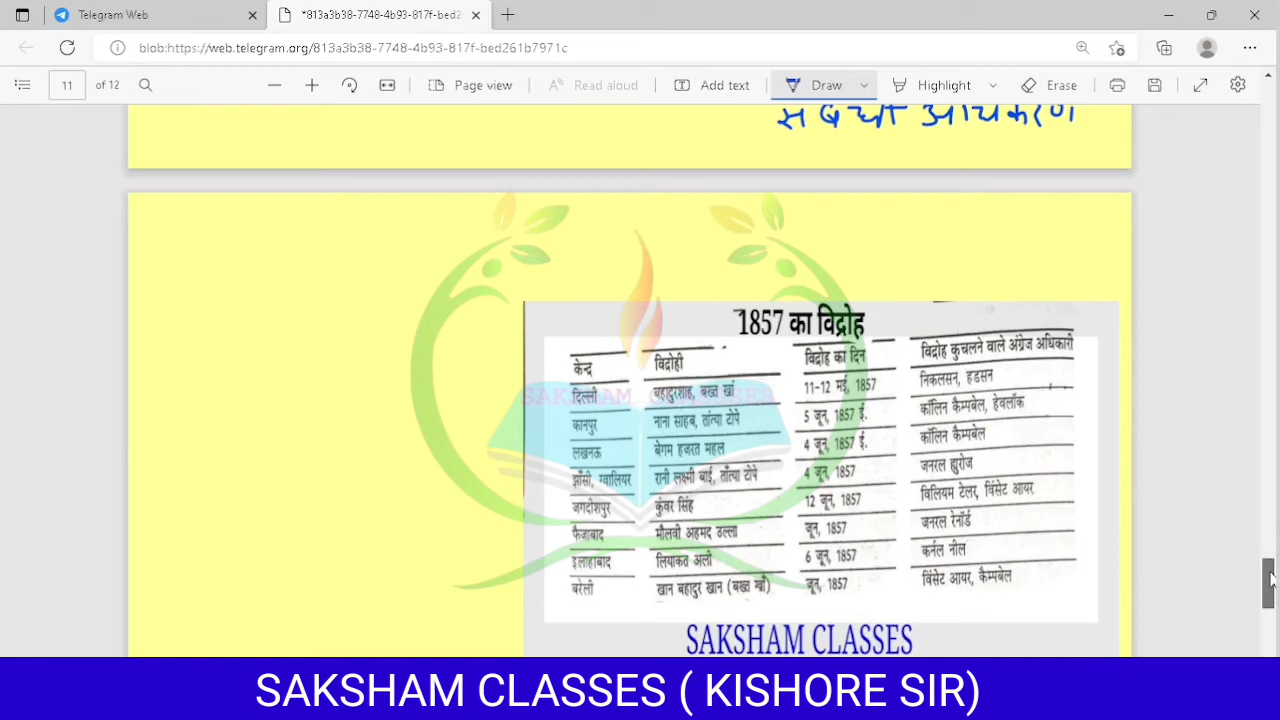 Telegram Web
*813a3b38-7748-4b93-817f-bed2
blob:https://web.telegram.org/813a3b38-7748-4b93-817f-bed261b7971c
11 of 12 Page view Read aloud Add text Draw Highlight Erase
1857 का विद्रोह
केन्द्र विद्रोही विद्रोह का दिन विद्रोह कुचलने वाले अंग्रेज अधिकारी
दिल्ली बहादुरशाह, बख्त खां 11-12 मई, 1857 निकलसन, हडसन
कानपुर नाना साहब, तांत्या टोपे 5 जून, 1857 ई. कॉलिन कैम्पबेल, हेवलॉक
लखनऊ बेगम हजरत महल 4 जून, 1857 ई. कॉलिन कैम्पबेल
झाँसी, ग्वालियर रानी लक्ष्मी बाई, ताँत्या टोपे 4 जून, 1857 जनरल ह्युरोज
जगदीशपुर कुंवर सिंह 12 जून, 1857 विलियम टेलर, विंसेट आयर
फैजाबाद मौलवी अहमद उल्ला जून, 1857 जनरल रेनॉर्ड
इलाहाबाद लियाकत अली 6 जून, 1857 कर्नल नील
बरेली खान बहादुर खान (बख्त खाँ) जून, 1857 विंसेट आयर, कैम्पबेल
SAKSHAM CLASSES
SAKSHAM CLASSES
SAKSHAM CLASSES ( KISHORE SIR)